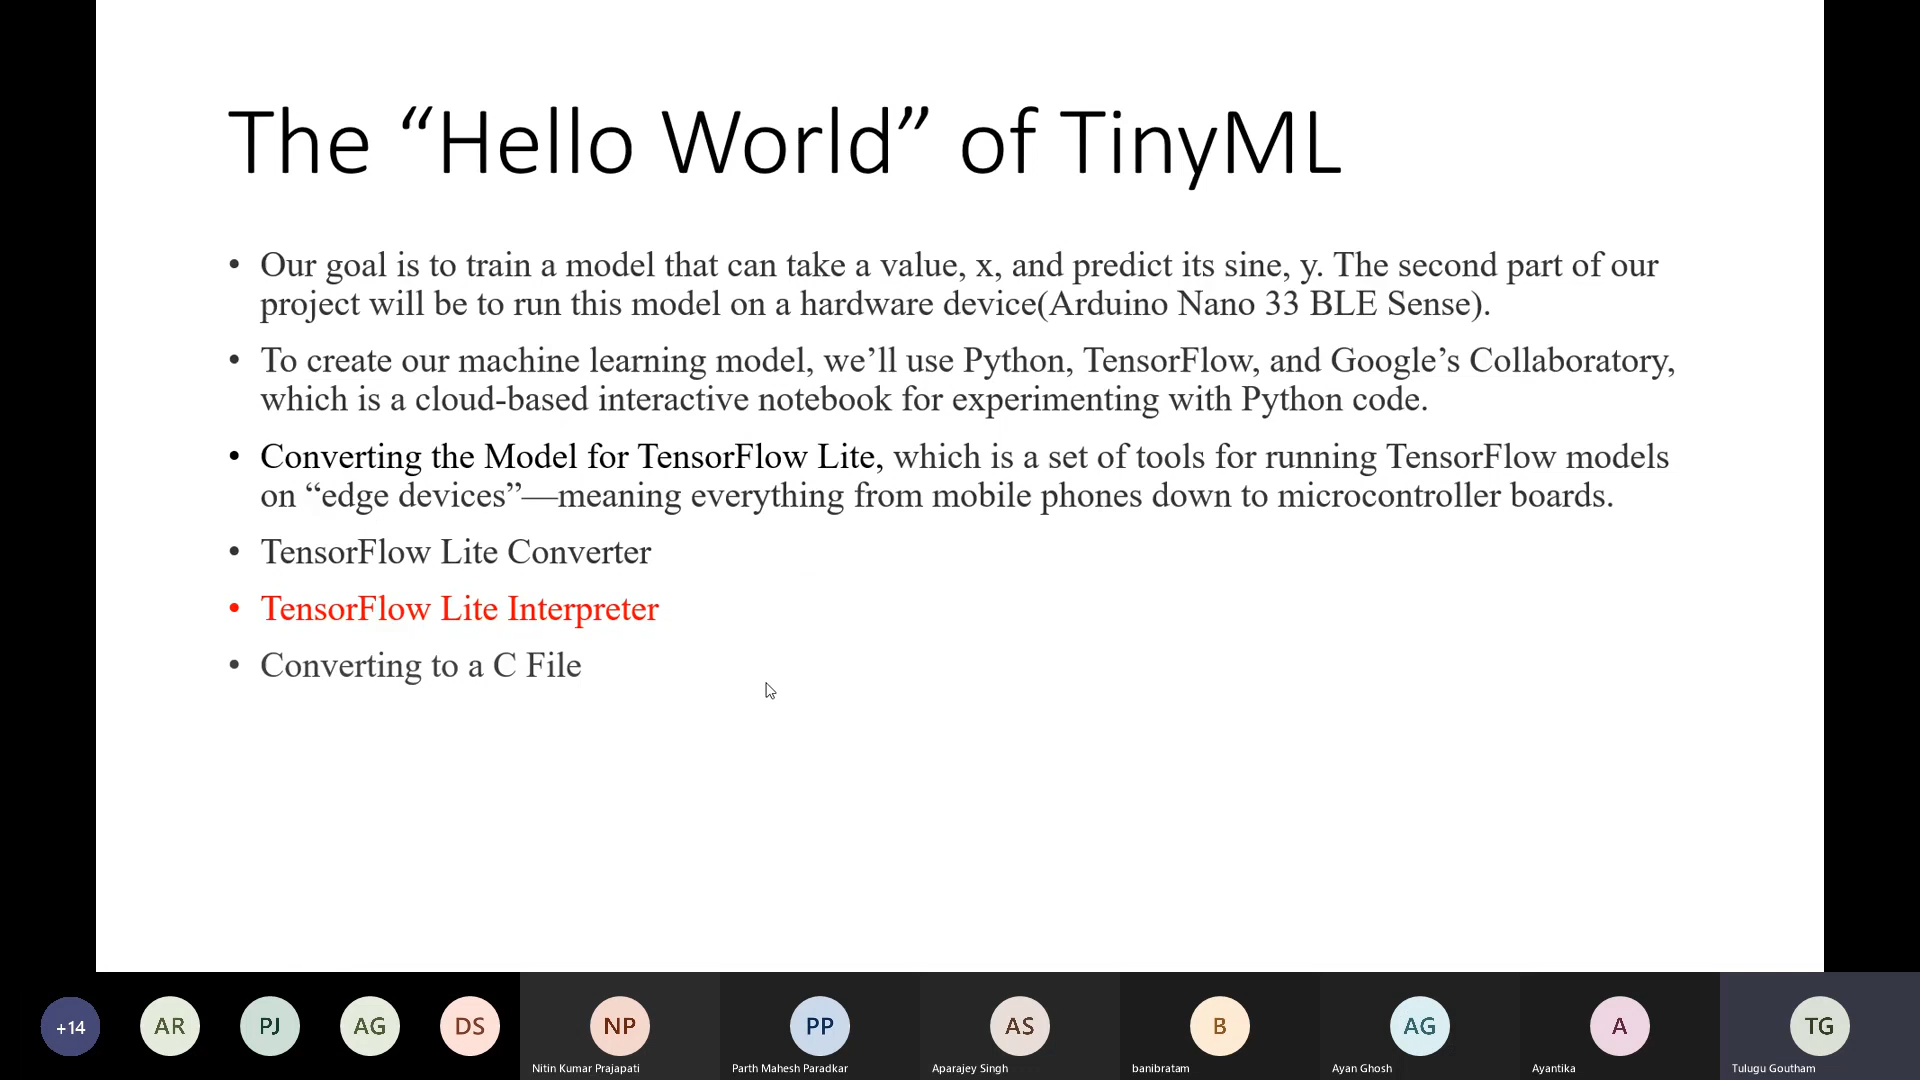 The “Hello World” of TinyML
• Our goal is to train a model that can take a value, x, and predict its sine, y. The second part of our
project will be to run this model on a hardware device(Arduino Nano 33 BLE Sense).
• To create our machine learning model, we’ll use Python, TensorFlow, and Google’s Collaboratory,
which is a cloud-based interactive notebook for experimenting with Python code.
• Converting the Model for TensorFlow Lite, which is a set of tools for running TensorFlow models
on “edge devices”—meaning everything from mobile phones down to microcontroller boards.
• TensorFlow Lite Converter
• TensorFlow Lite Interpreter
• Converting to a C File
+14 AR PJ AG DS NP PP AS B AG A TG
Nitin Kumar Prajapati Parth Mahesh Paradkar Aparajey Singh banibratam Ayan Ghosh Ayantika Tulugu Goutham